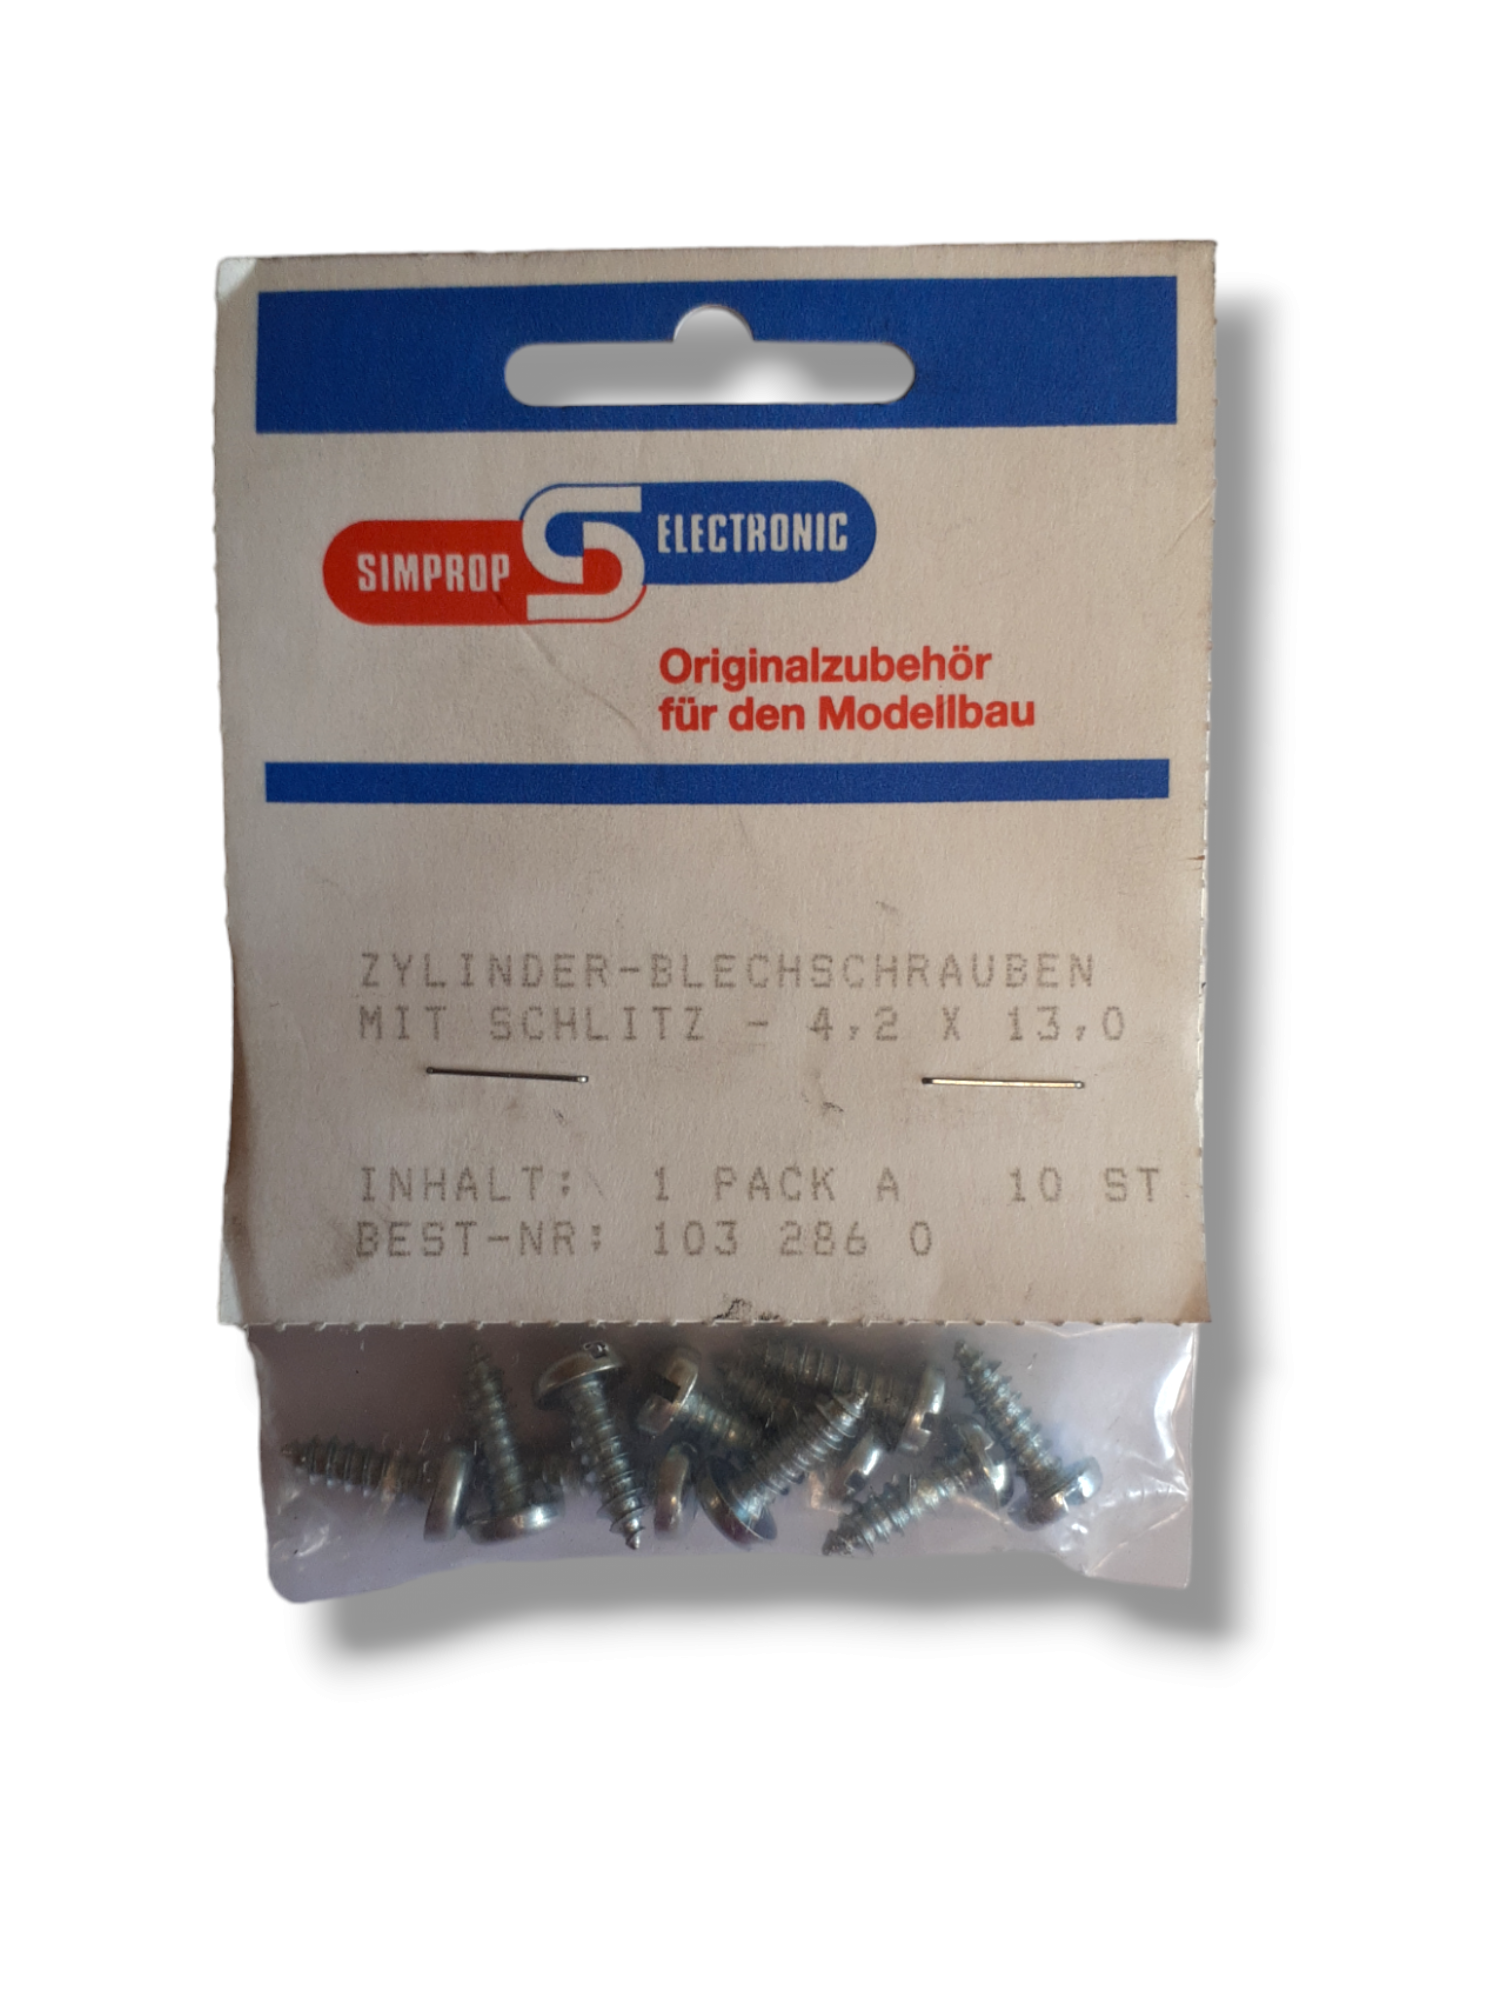 SIMPROP S ELECTRONIC
Originalzubehör
für den Modellbau
ZYLINDER-BLECHSCHRAUBEN
MIT SCHLITZ - 4,2 X 13,0
INHALT: 1 PACK A 10 ST
BEST-NR: 103 286 0